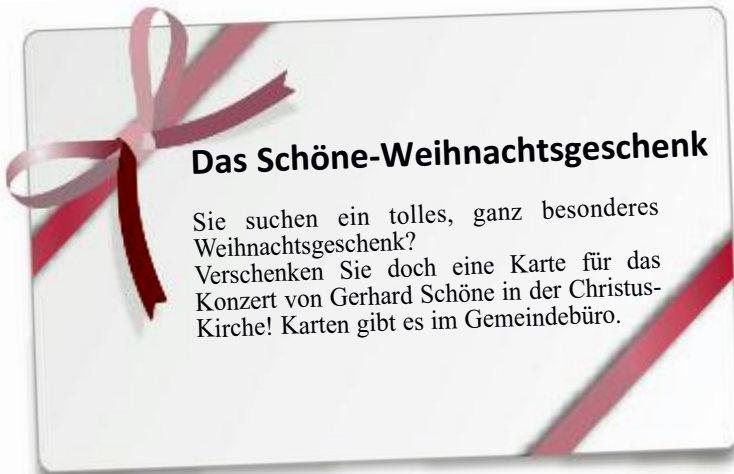 Das Schöne-Weihnachtsgeschenk
Sie suchen ein tolles, ganz besonderes
Weihnachtsgeschenk?
Verschenken Sie doch eine Karte für das
Konzert von Gerhard Schöne in der Christus-
Kirche! Karten gibt es im Gemeindebüro.